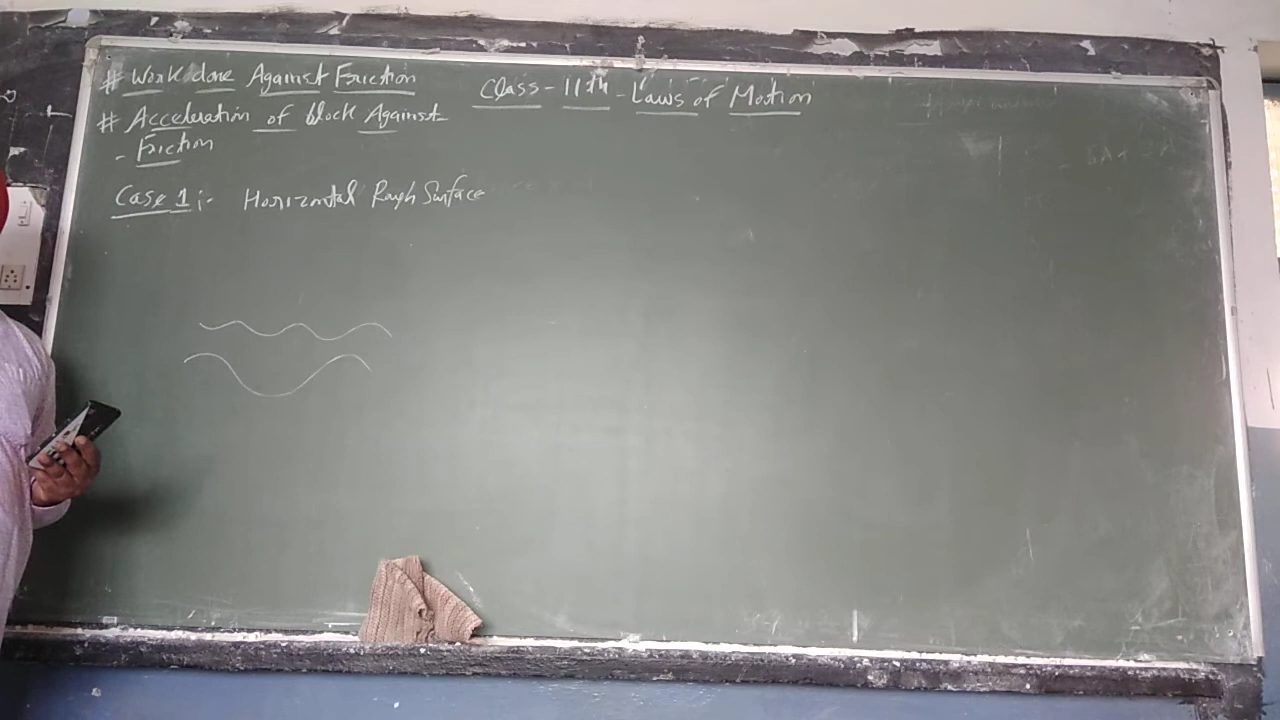 # Work done Against Friction
Class - 11th - Laws of Motion
# Acceleration of block Against
- Friction
Case 1 :- Horizontal Rough Surface